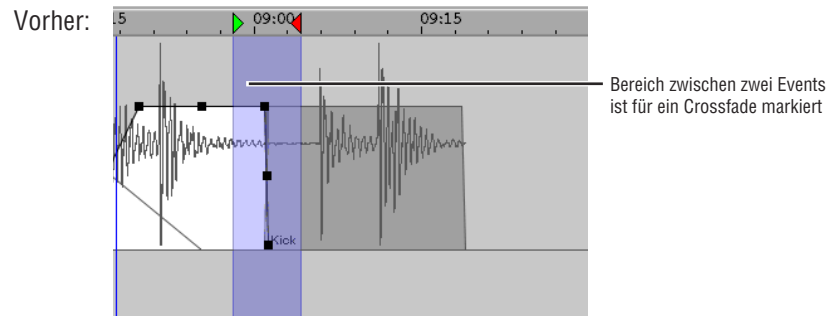 Vorher:
.5 09:00 09:15
Bereich zwischen zwei Events
ist für ein Crossfade markiert
Kick